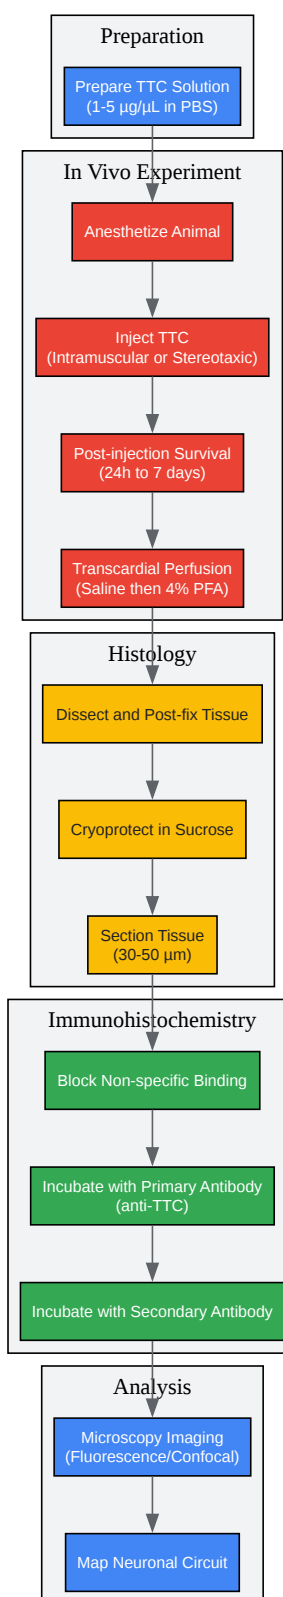 Preparation
Prepare TTC Solution
(1-5 µg/µL in PBS)
In Vivo Experiment
Anesthetize Animal
Inject TTC
(Intramuscular or Stereotaxic)
Post-injection Survival
(24h to 7 days)
Transcardial Perfusion
(Saline then 4% PFA)
Histology
Dissect and Post-fix Tissue
Cryoprotect in Sucrose
Section Tissue
(30-50 µm)
Immunohistochemistry
Block Non-specific Binding
Incubate with Primary Antibody
(anti-TTC)
Incubate with Secondary Antibody
Analysis
Microscopy Imaging
(Fluorescence/Confocal)
Map Neuronal Circuit